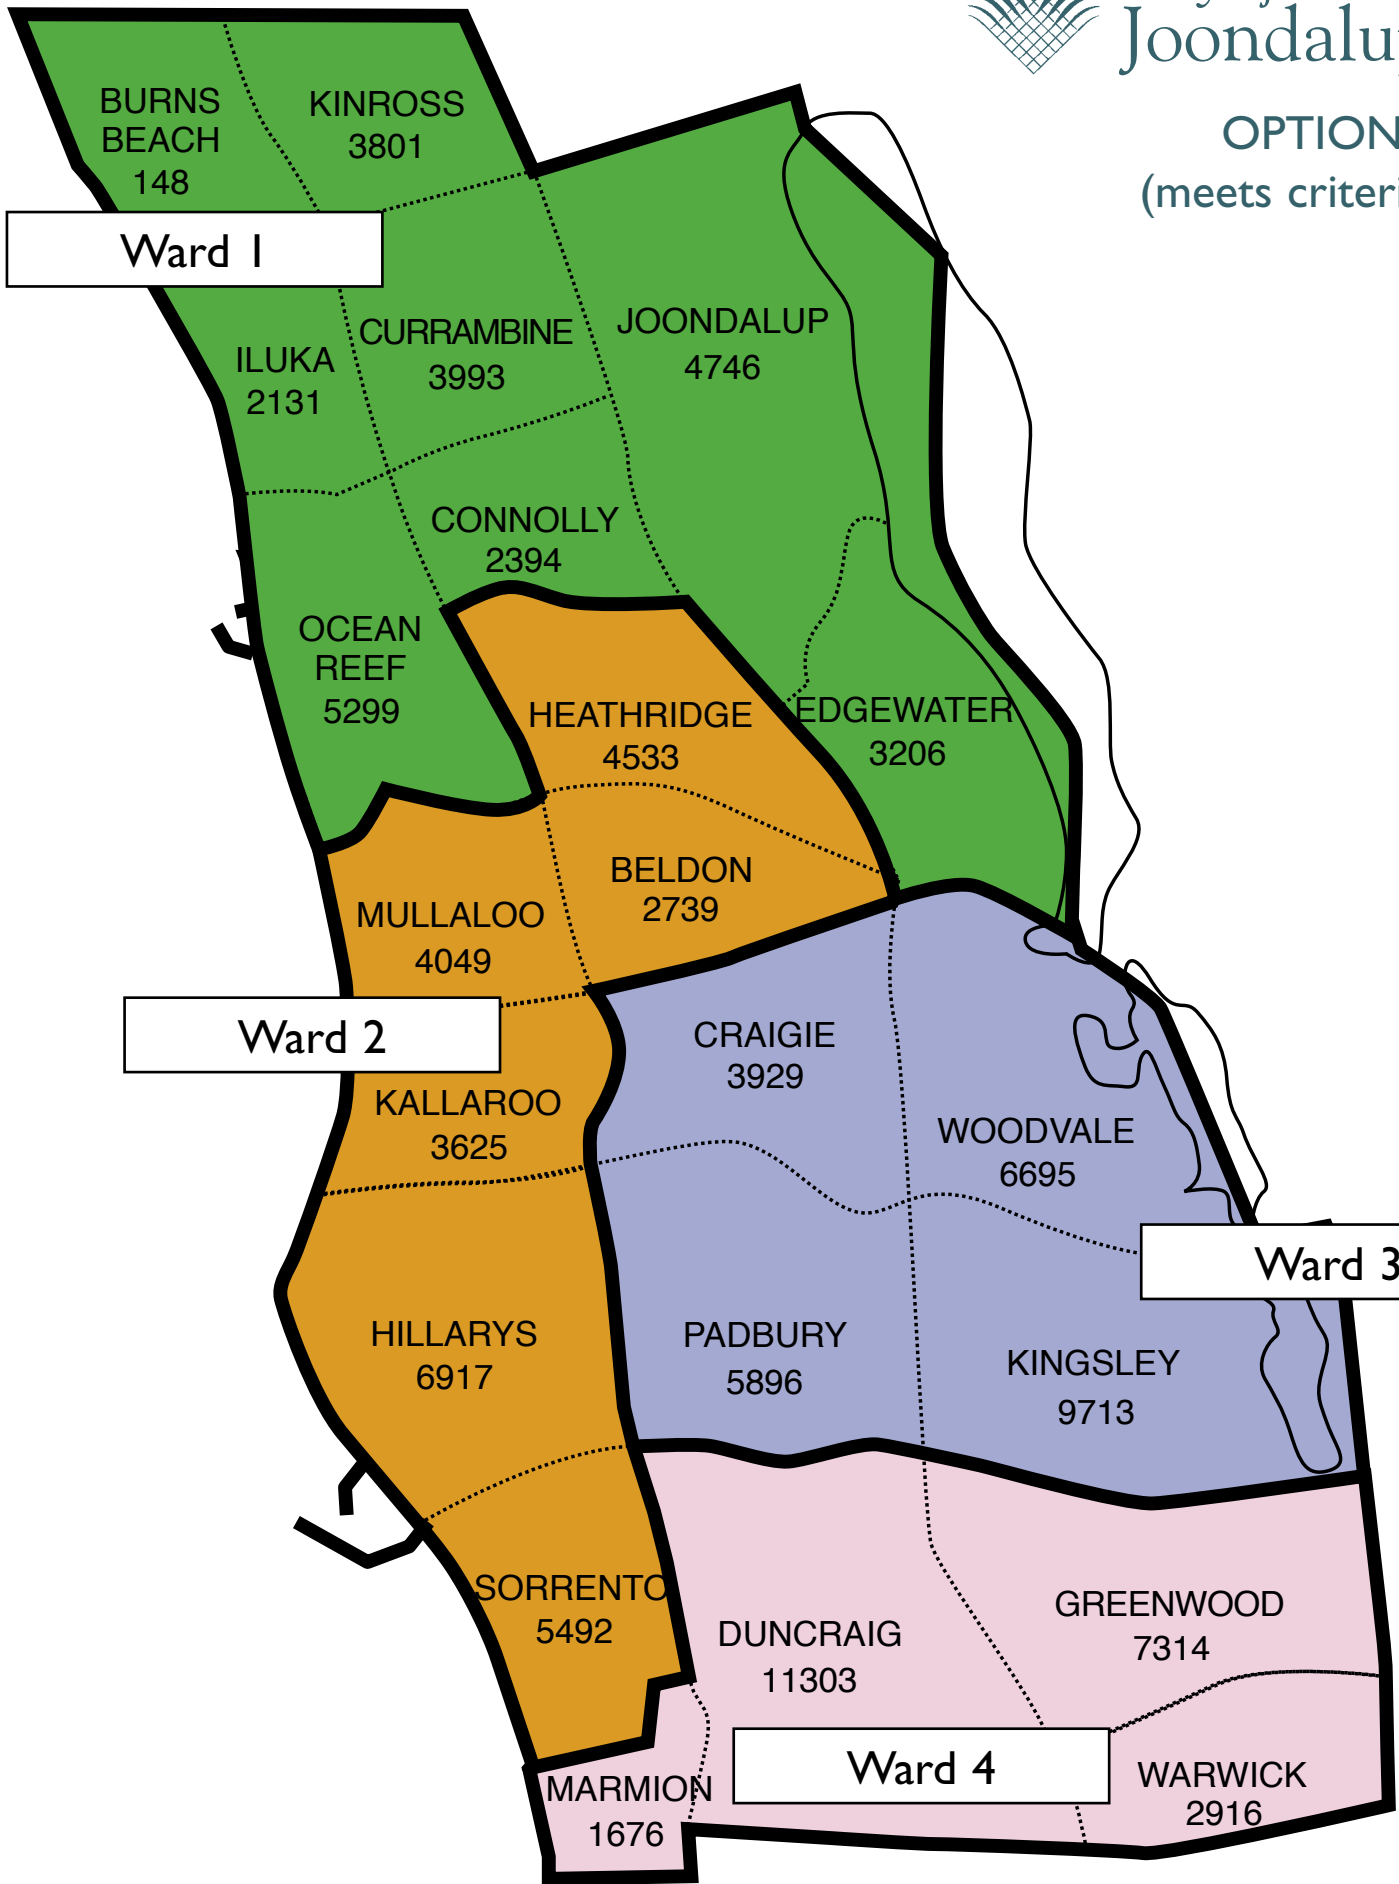 Joondalu
OPTION
(meets criteri
BURNS
BEACH
148
KINROSS
3801
Ward 1
ILUKA
2131
CURRAMBINE
3993
JOONDALUP
4746
CONNOLLY
2394
OCEAN
REEF
5299
HEATHRIDGE
4533
EDGEWATER
3206
BELDON
2739
MULLALOO
4049
Ward 2
KALLAROO
3625
CRAIGIE
3929
WOODVALE
6695
Ward 3
HILLARYS
6917
PADBURY
5896
KINGSLEY
9713
SORRENTO
5492
DUNCRAIG
11303
GREENWOOD
7314
Ward 4
MARMION
1676
WARWICK
2916